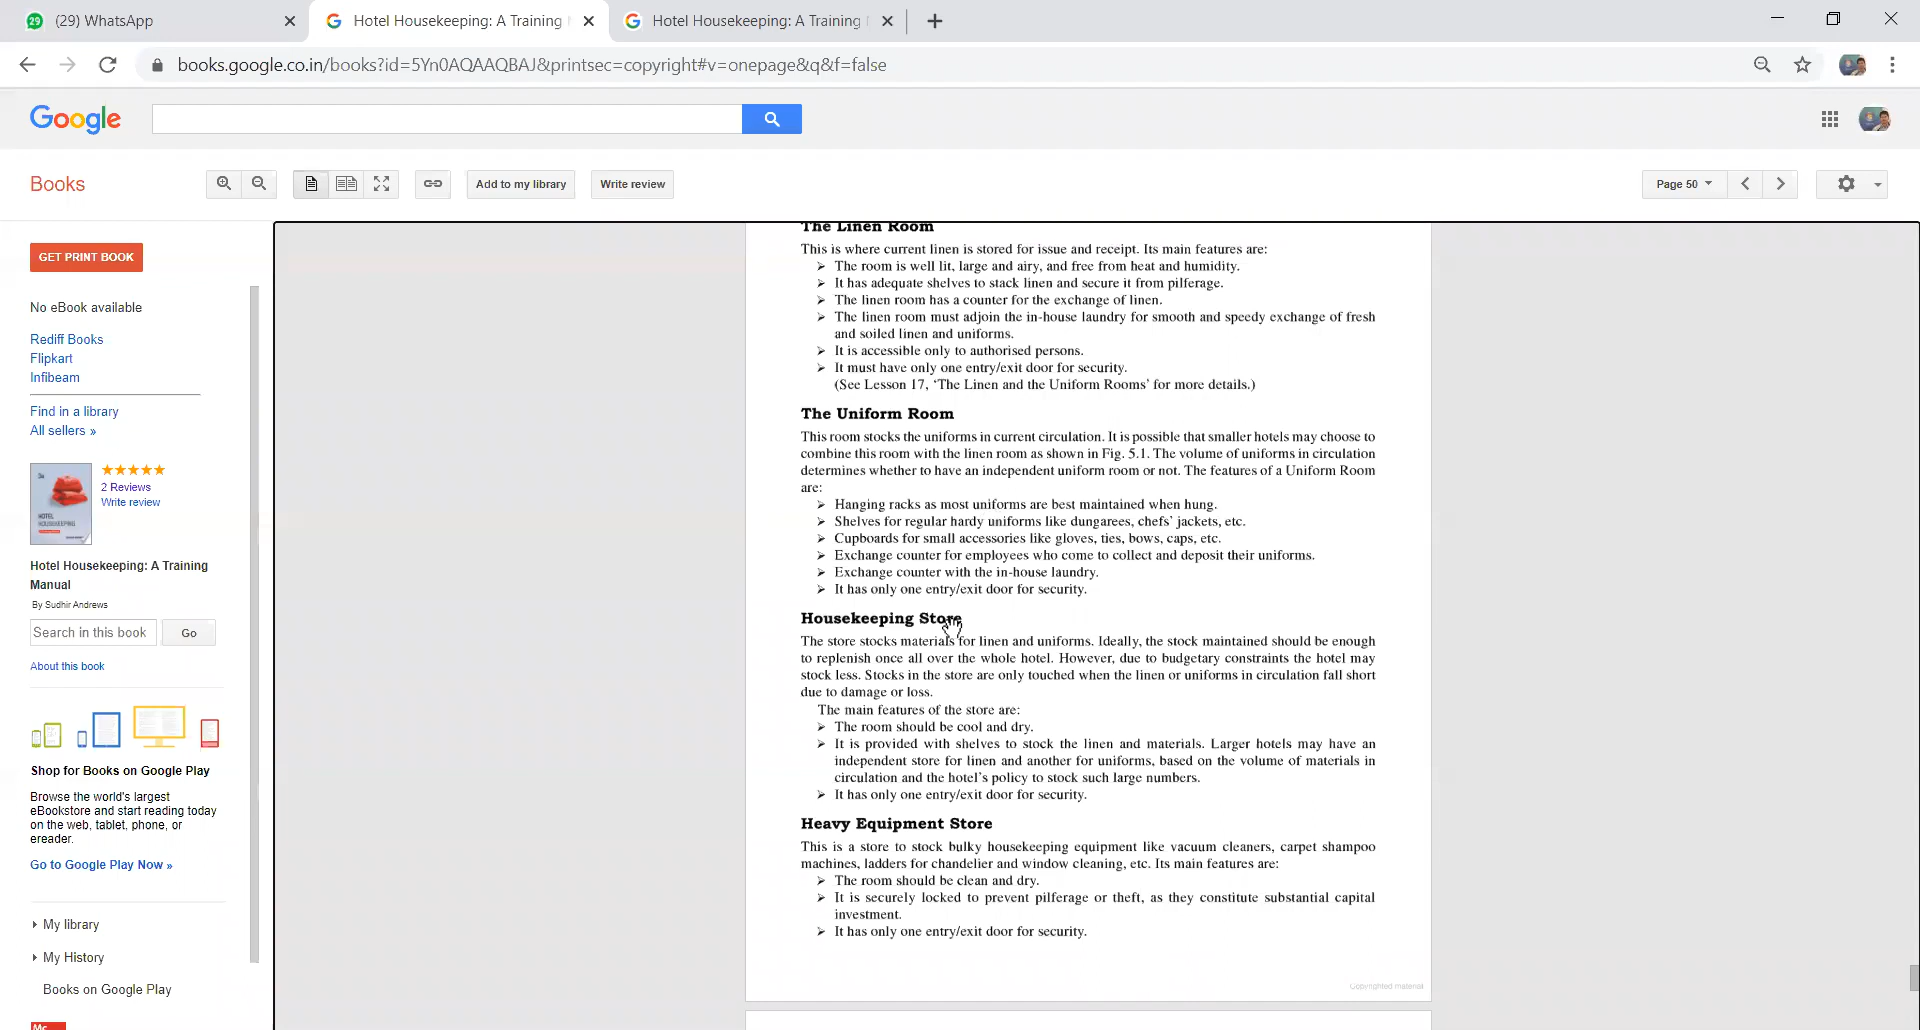 (29) WhatsApp
Hotel Housekeeping: A Training
Hotel Housekeeping: A Training
books.google.co.in/books?id=5Yn0AQAAQBAJ&printsec=copyright#v=onepage&q&f=false
Google
Books
Add to my library
Write review
Page 50
GET PRINT BOOK
No eBook available
Rediff Books
Flipkart
Infibeam
Find in a library
All sellers »
2 Reviews
Write review
HOTEL
HOUSEKEEPING
Hotel Housekeeping: A Training
Manual
By Sudhir Andrews
Search in this book
Go
About this book
Shop for Books on Google Play
Browse the world's largest
eBookstore and start reading today
on the web, tablet, phone, or
ereader.
Go to Google Play Now »
My library
My History
Books on Google Play
Mc
The Linen Room
This is where current linen is stored for issue and receipt. Its main features are:
➢ The room is well lit, large and airy, and free from heat and humidity.
➢ It has adequate shelves to stack linen and secure it from pilferage.
➢ The linen room has a counter for the exchange of linen.
➢ The linen room must adjoin the in-house laundry for smooth and speedy exchange of fresh
and soiled linen and uniforms.
➢ It is accessible only to authorised persons.
➢ It must have only one entry/exit door for security.
(See Lesson 17, 'The Linen and the Uniform Rooms' for more details.)
The Uniform Room
This room stocks the uniforms in current circulation. It is possible that smaller hotels may choose to
combine this room with the linen room as shown in Fig. 5.1. The volume of uniforms in circulation
determines whether to have an independent uniform room or not. The features of a Uniform Room
are:
➢ Hanging racks as most uniforms are best maintained when hung.
➢ Shelves for regular hardy uniforms like dungarees, chefs' jackets, etc.
➢ Cupboards for small accessories like gloves, ties, bows, caps, etc.
➢ Exchange counter for employees who come to collect and deposit their uniforms.
➢ Exchange counter with the in-house laundry.
➢ It has only one entry/exit door for security.
Housekeeping Store
The store stocks materials for linen and uniforms. Ideally, the stock maintained should be enough
to replenish once all over the whole hotel. However, due to budgetary constraints the hotel may
stock less. Stocks in the store are only touched when the linen or uniforms in circulation fall short
due to damage or loss.
The main features of the store are:
➢ The room should be cool and dry.
➢ It is provided with shelves to stock the linen and materials. Larger hotels may have an
independent store for linen and another for uniforms, based on the volume of materials in
circulation and the hotel's policy to stock such large numbers.
➢ It has only one entry/exit door for security.
Heavy Equipment Store
This is a store to stock bulky housekeeping equipment like vacuum cleaners, carpet shampoo
machines, ladders for chandelier and window cleaning, etc. Its main features are:
➢ The room should be clean and dry.
➢ It is securely locked to prevent pilferage or theft, as they constitute substantial capital
investment.
➢ It has only one entry/exit door for security.
Copyrighted material